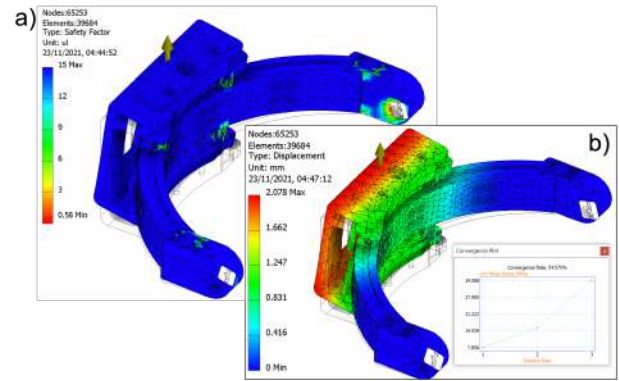 a)
Nodes:65253
Elements:39684
Type: Safety Factor
Unit: ul
23/11/2021, 04:44:52
15 Max
12
9
6
3
0.58 Min
b)
Nodes:65253
Elements:39684
Type: Displacement
Unit: mm
23/11/2021, 04:47:12
2.078 Max
1.662
1.247
0.831
0.416
0 Min
Convergence Plot
1
2
3